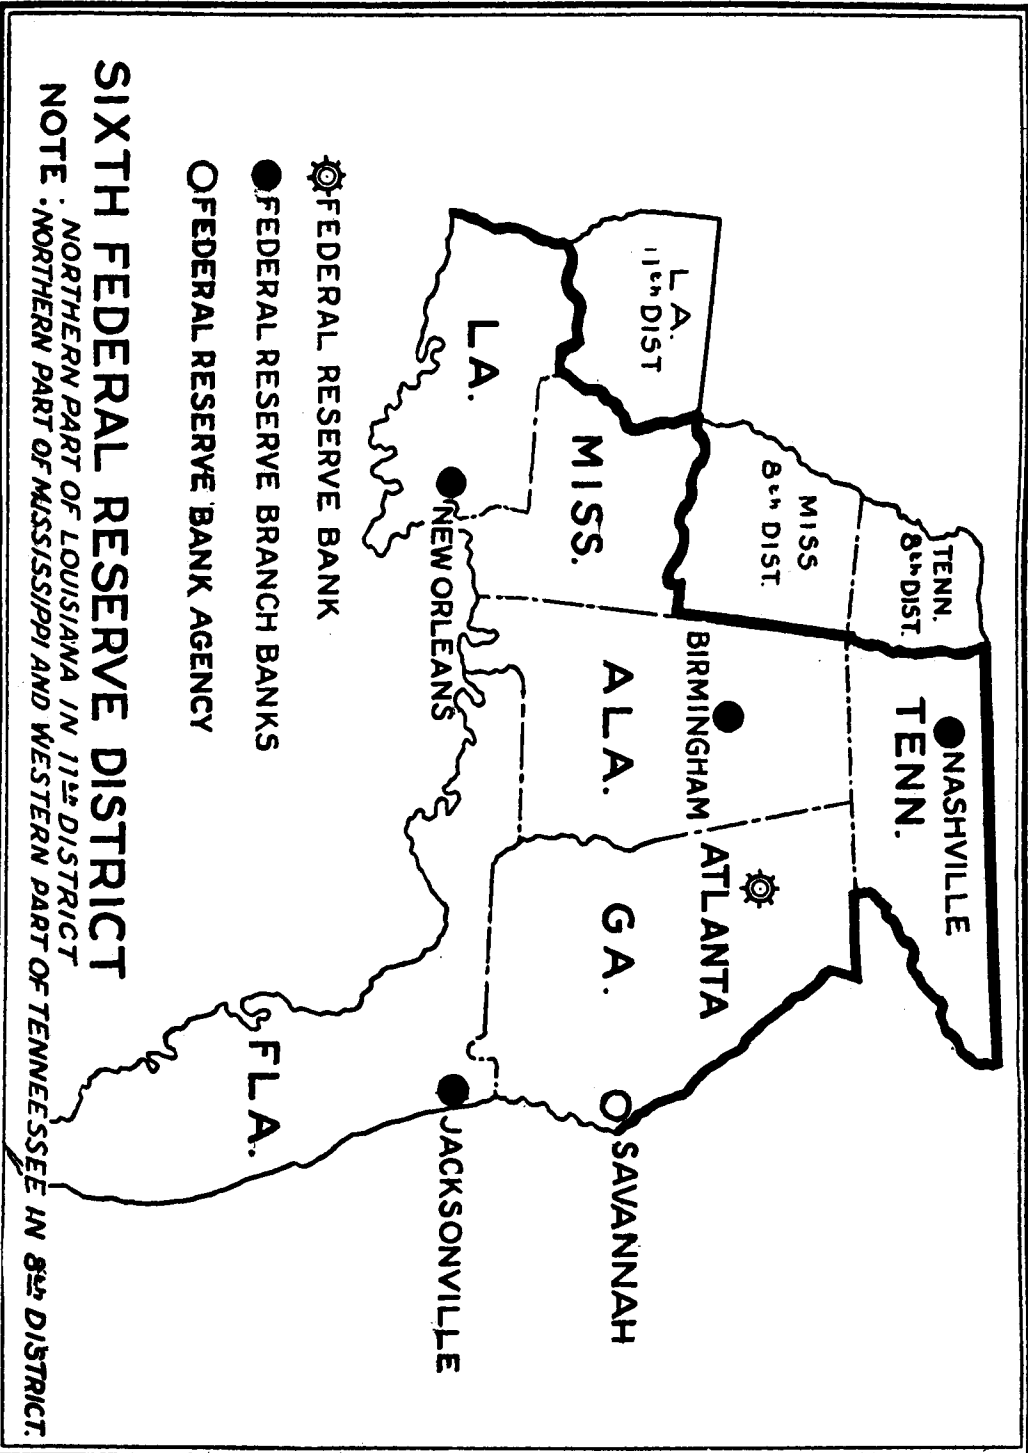 TENN.
8th DIST.
NASHVILLE
TENN.
MISS
8th DIST.
LA.
11th DIST
BIRMINGHAM
ATLANTA
MISS.
ALA.
GA.
SAVANNAH
LA.
NEW ORLEANS
JACKSONVILLE
FLA.
FEDERAL RESERVE BANK
FEDERAL RESERVE BRANCH BANKS
FEDERAL RESERVE BANK AGENCY
SIXTH FEDERAL RESERVE DISTRICT
NOTE: NORTHERN PART OF LOUISIANA IN 11th DISTRICT
NORTHERN PART OF MISSISSIPPI AND WESTERN PART OF TENNESSEE IN 8th DISTRICT.